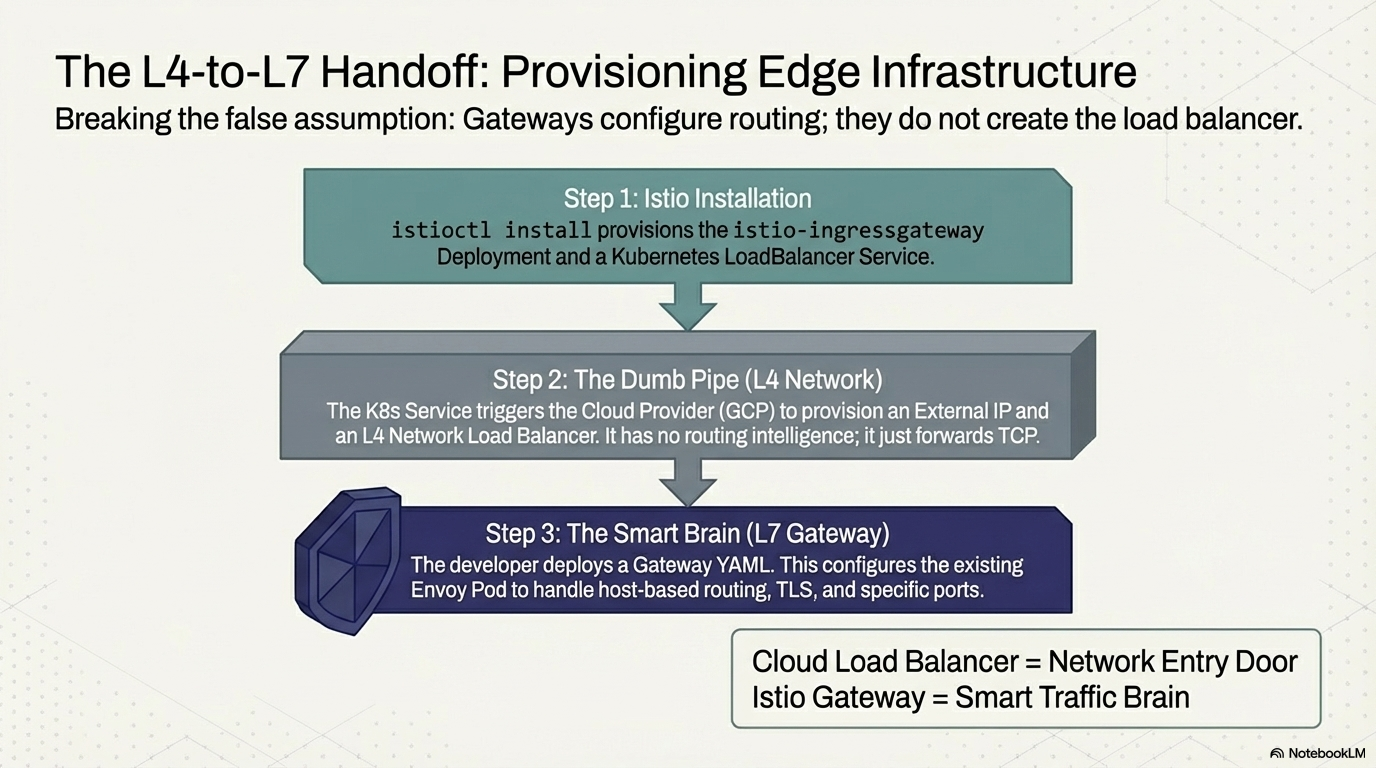 The L4-to-L7 Handoff: Provisioning Edge Infrastructure
Breaking the false assumption: Gateways configure routing; they do not create the load balancer.
Step 1: Istio Installation
istioctl install provisions the istio-ingressgateway
Deployment and a Kubernetes LoadBalancer Service.
Step 2: The Dumb Pipe (L4 Network)
The K8s Service triggers the Cloud Provider (GCP) to provision an External IP and
an L4 Network Load Balancer. It has no routing intelligence; it just forwards TCP.
Step 3: The Smart Brain (L7 Gateway)
The developer deploys a Gateway YAML. This configures the existing
Envoy Pod to handle host-based routing, TLS, and specific ports.
Cloud Load Balancer = Network Entry Door
Istio Gateway = Smart Traffic Brain
NotebookLM